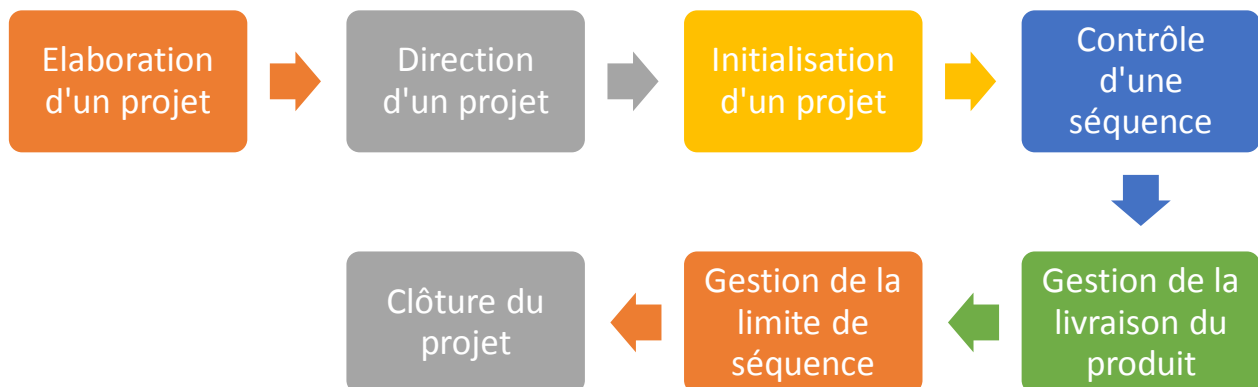 Elaboration
d'un projet
Direction
d'un projet
Initialisation
d'un projet
Contrôle
d'une
séquence
Gestion de la
livraison du
produit
Gestion de la
limite de
séquence
Clôture du
projet